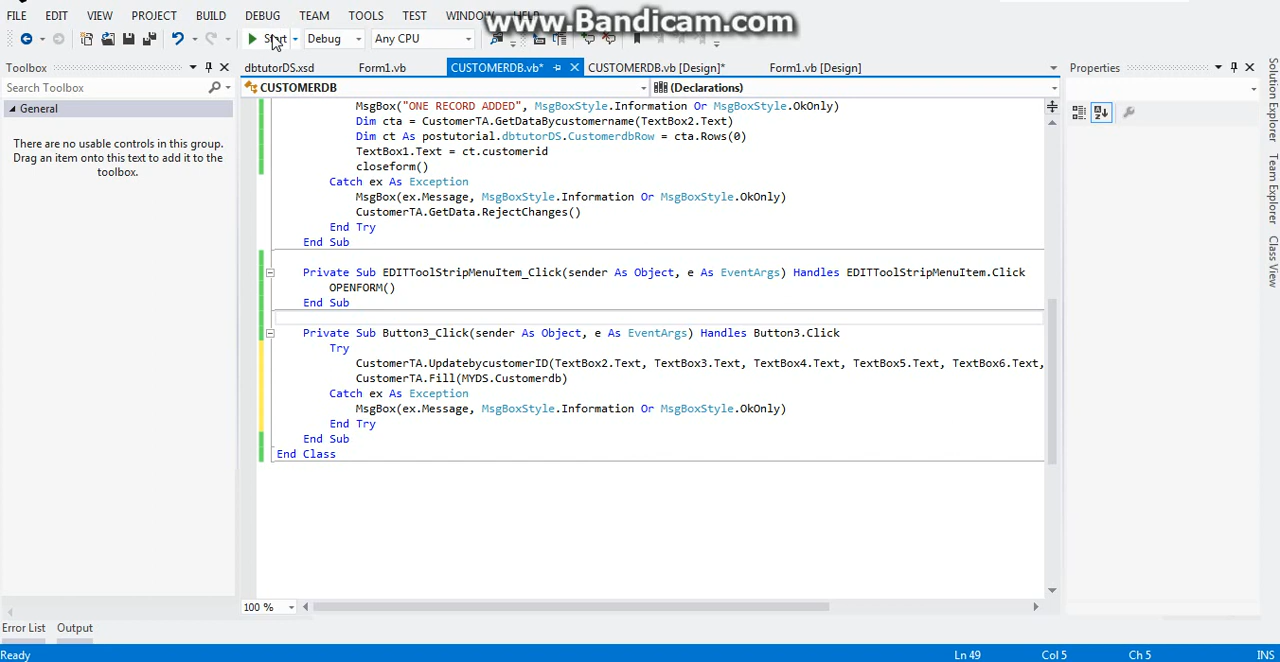 www.Bandicam.com
FILE EDIT VIEW PROJECT BUILD DEBUG TEAM TOOLS TEST WINDOW
Start Debug Any CPU
Toolbox
dbtutorDS.xsd Form1.vb CUSTOMERDB.vb* CUSTOMERDB.vb [Design]* Form1.vb [Design] Properties
Search Toolbox
CUSTOMERDB (Declarations)
General
There are no usable controls in this group.
Drag an item onto this text to add it to the
toolbox.
MsgBox("ONE RECORD ADDED", MsgBoxStyle.Information Or MsgBoxStyle.OkOnly)
Dim cta = CustomerTA.GetDataBycustomername(TextBox2.Text)
Dim ct As postutorial.dbtutorDS.CustomerdbRow = cta.Rows(0)
TextBox1.Text = ct.customerid
closeform()
Catch ex As Exception
MsgBox(ex.Message, MsgBoxStyle.Information Or MsgBoxStyle.OkOnly)
CustomerTA.GetData.RejectChanges()
End Try
End Sub
Private Sub EDITToolStripMenuItem_Click(sender As Object, e As EventArgs) Handles EDITToolStripMenuItem.Click
OPENFORM()
End Sub
Private Sub Button3_Click(sender As Object, e As EventArgs) Handles Button3.Click
Try
CustomerTA.UpdatebycustomerID(TextBox2.Text, TextBox3.Text, TextBox4.Text, TextBox5.Text, TextBox6.Text,
CustomerTA.Fill(MYDS.Customerdb)
Catch ex As Exception
MsgBox(ex.Message, MsgBoxStyle.Information Or MsgBoxStyle.OkOnly)
End Try
End Sub
End Class
Solution Explorer
Team Explorer
Class View
100 %
Error List Output
Ready Ln 49 Col 5 Ch 5 INS